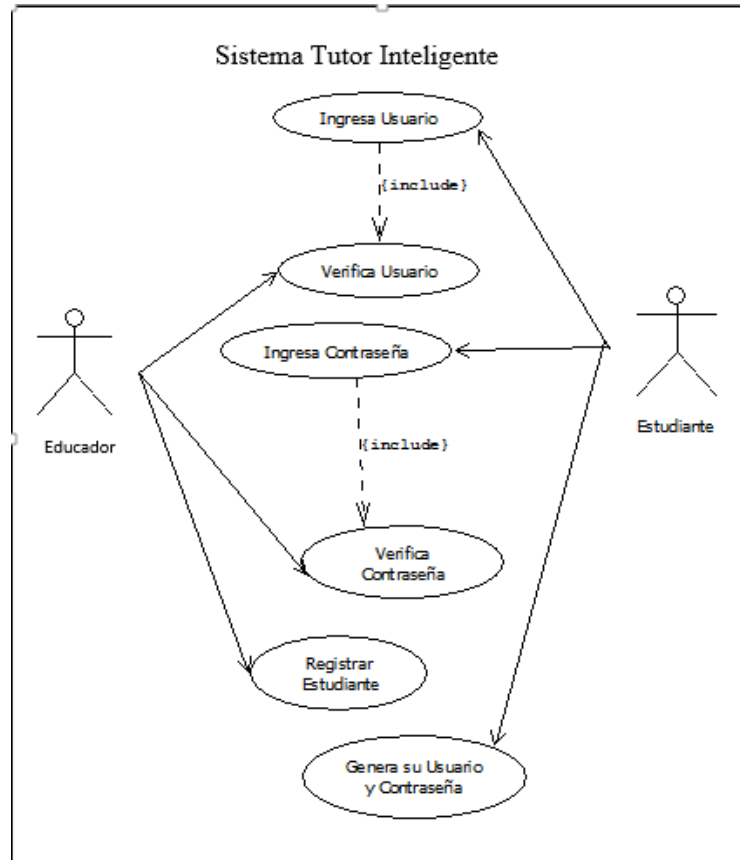 Sistema Tutor Inteligente
Ingresa Usuario
{include}
Verifica Usuario
Ingresa Contraseña
Educador
Estudiante
{include}
Verifica
Contraseña
Registrar
Estudiante
Genera su Usuario
y Contraseña